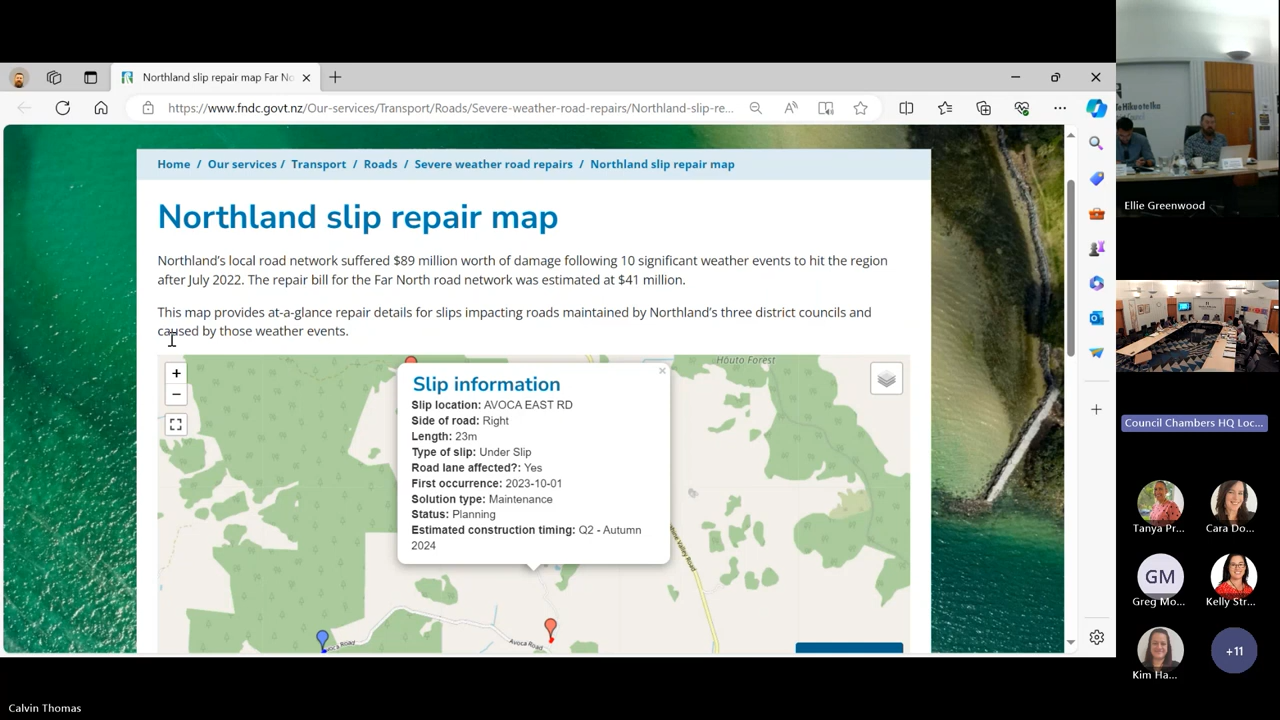 Northland slip repair map Far No
https://www.fndc.govt.nz/Our-services/Transport/Roads/Severe-weather-road-repairs/Northland-slip-re...
Home / Our services / Transport / Roads / Severe weather road repairs / Northland slip repair map
Northland slip repair map
Northland's local road network suffered $89 million worth of damage following 10 significant weather events to hit the region
after July 2022. The repair bill for the Far North road network was estimated at $41 million.
This map provides at-a-glance repair details for slips impacting roads maintained by Northland's three district councils and
caused by those weather events.
Houto Forest
+
−
Slip information
Slip location: AVOCA EAST RD
Side of road: Right
Length: 23m
Type of slip: Under Slip
Road lane affected?: Yes
First occurrence: 2023-10-01
Solution type: Maintenance
Status: Planning
Estimated construction timing: Q2 - Autumn
2024
Valley Road
Avoca Road
Ellie Greenwood
Council Chambers HQ Loc...
Tanya Pr...
Cara Do...
GM
Greg Mo...
Kelly Str...
Kim Ha...
+11
Calvin Thomas